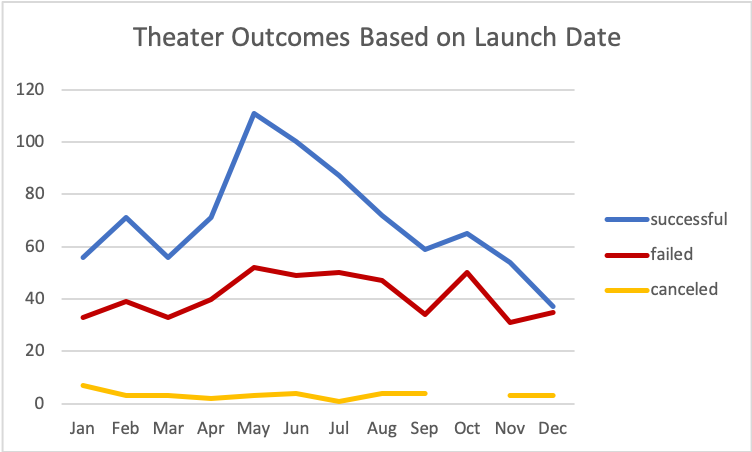 Theater Outcomes Based on Launch Date
120
100
80
60
40
20
0
Jan Feb Mar Apr May Jun Jul Aug Sep Oct Nov Dec
successful
failed
canceled